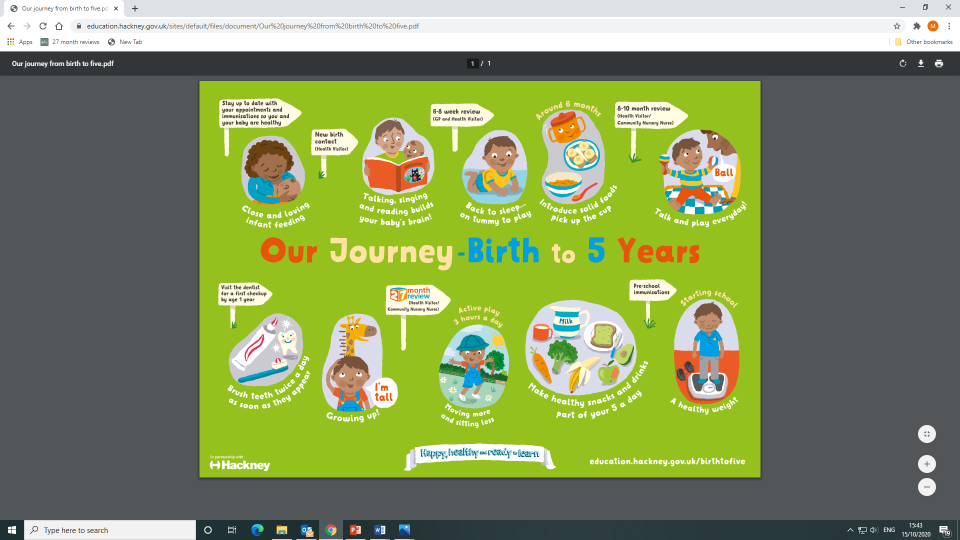 Our journey from birth to five.pdf
education.hackney.gov.uk/sites/default/files/document/Our%20journey%20from%20birth%20to%20five.pdf
M
Apps
27 month reviews
New Tab
Other bookmarks
Our journey from birth to five.pdf
1 / 1
Stay up to date with
your appointments and
immunisations so you and
your baby are healthy
New birth
contact
(Health Visitor)
6-8 week review
(GP and Health Visitor)
Around 6 months
8-10 month review
(Health Visitor/
Community Nursery Nurse)
Ball
Close and loving
infant feeding
Talking, singing
and reading builds
your baby's brain!
Back to sleep—
on tummy to play
Introduce solid foods
pick up the cup
Talk and play everyday!
Our Journey-Birth to 5 Years
Visit the dentist
for a first checkup
by age 1 year
27 month
review
(Health Visitor/
Community Nursery Nurse)
Active play
3 hours a day
Pre-school
immunisations
Starting school
Milk
I'm
tall
Brush teeth twice a day
as soon as they appear
Growing up!
Moving more
and sitting less
Make healthy snacks and drinks
part of your 5 a day
A healthy weight
In partnership with
Hackney
Happy, healthy and ready to learn
education.hackney.gov.uk/birthtofive
Type here to search
ENG
15:43
15/10/2020